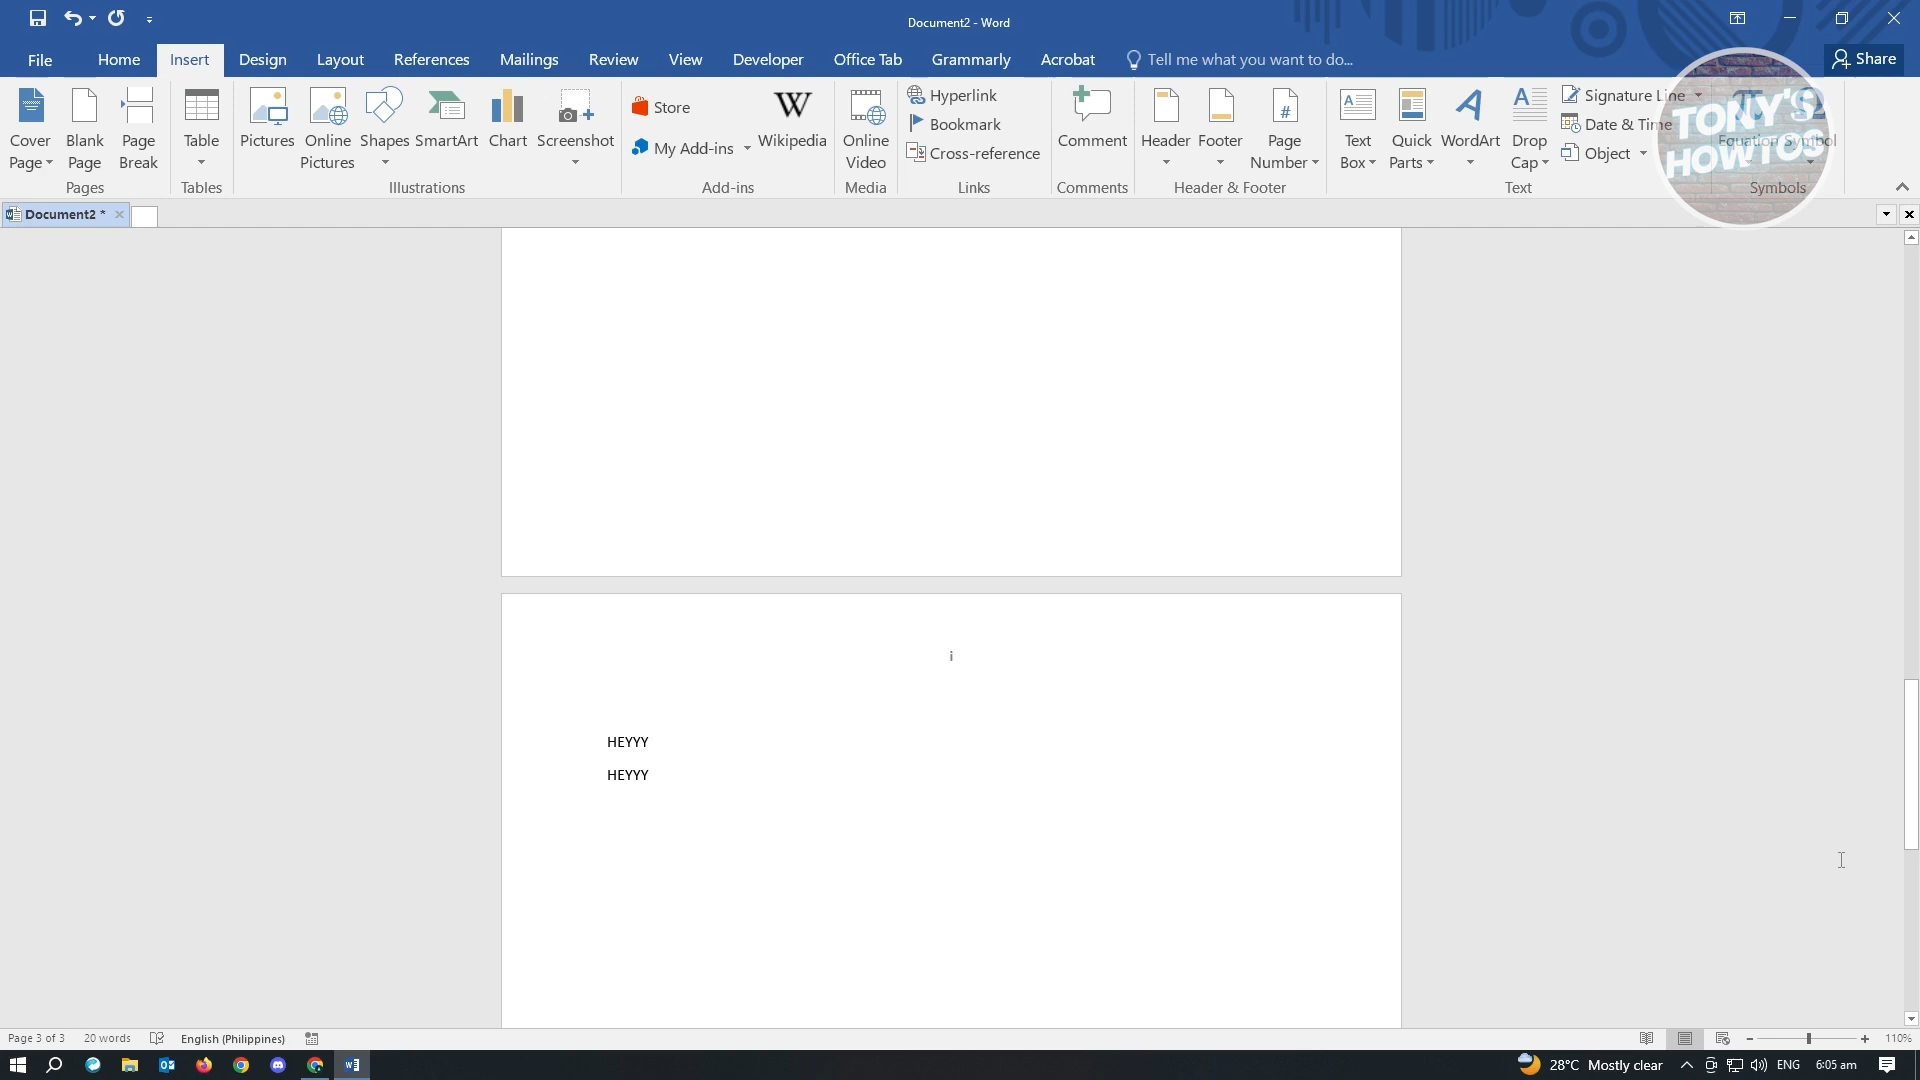 Document2 - Word
File Home Insert Design Layout References Mailings Review View Developer Office Tab Grammarly Acrobat Tell me what you want to do... Share
Cover Page
Blank Page
Page Break
Pages
Table
Tables
Pictures
Online Pictures
Shapes
SmartArt
Chart
Screenshot
Illustrations
Store
My Add-ins
Wikipedia
Add-ins
Online Video
Media
Hyperlink
Bookmark
Cross-reference
Links
Comment
Comments
Header
Footer
Page Number
Header & Footer
Text Box
Quick Parts
WordArt
Drop Cap
Signature Line
Date & Time
Object
Text
Equation
Symbol
Symbols
TONY'S
HOWTOS
Document2 *
i
HEYYY
HEYYY
Page 3 of 3 20 words English (Philippines) 110%
28°C Mostly clear ENG 6:05 am